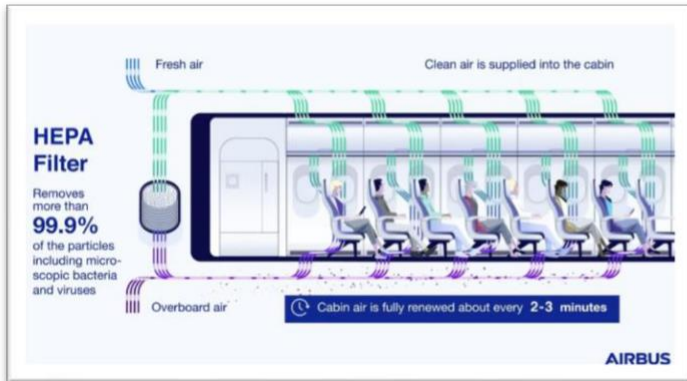 Fresh air
Clean air is supplied into the cabin
HEPA
Filter
Removes
more than
99.9%
of the particles
including micro-
scopic bacteria
and viruses
Overboard air
Cabin air is fully renewed about every 2-3 minutes
AIRBUS